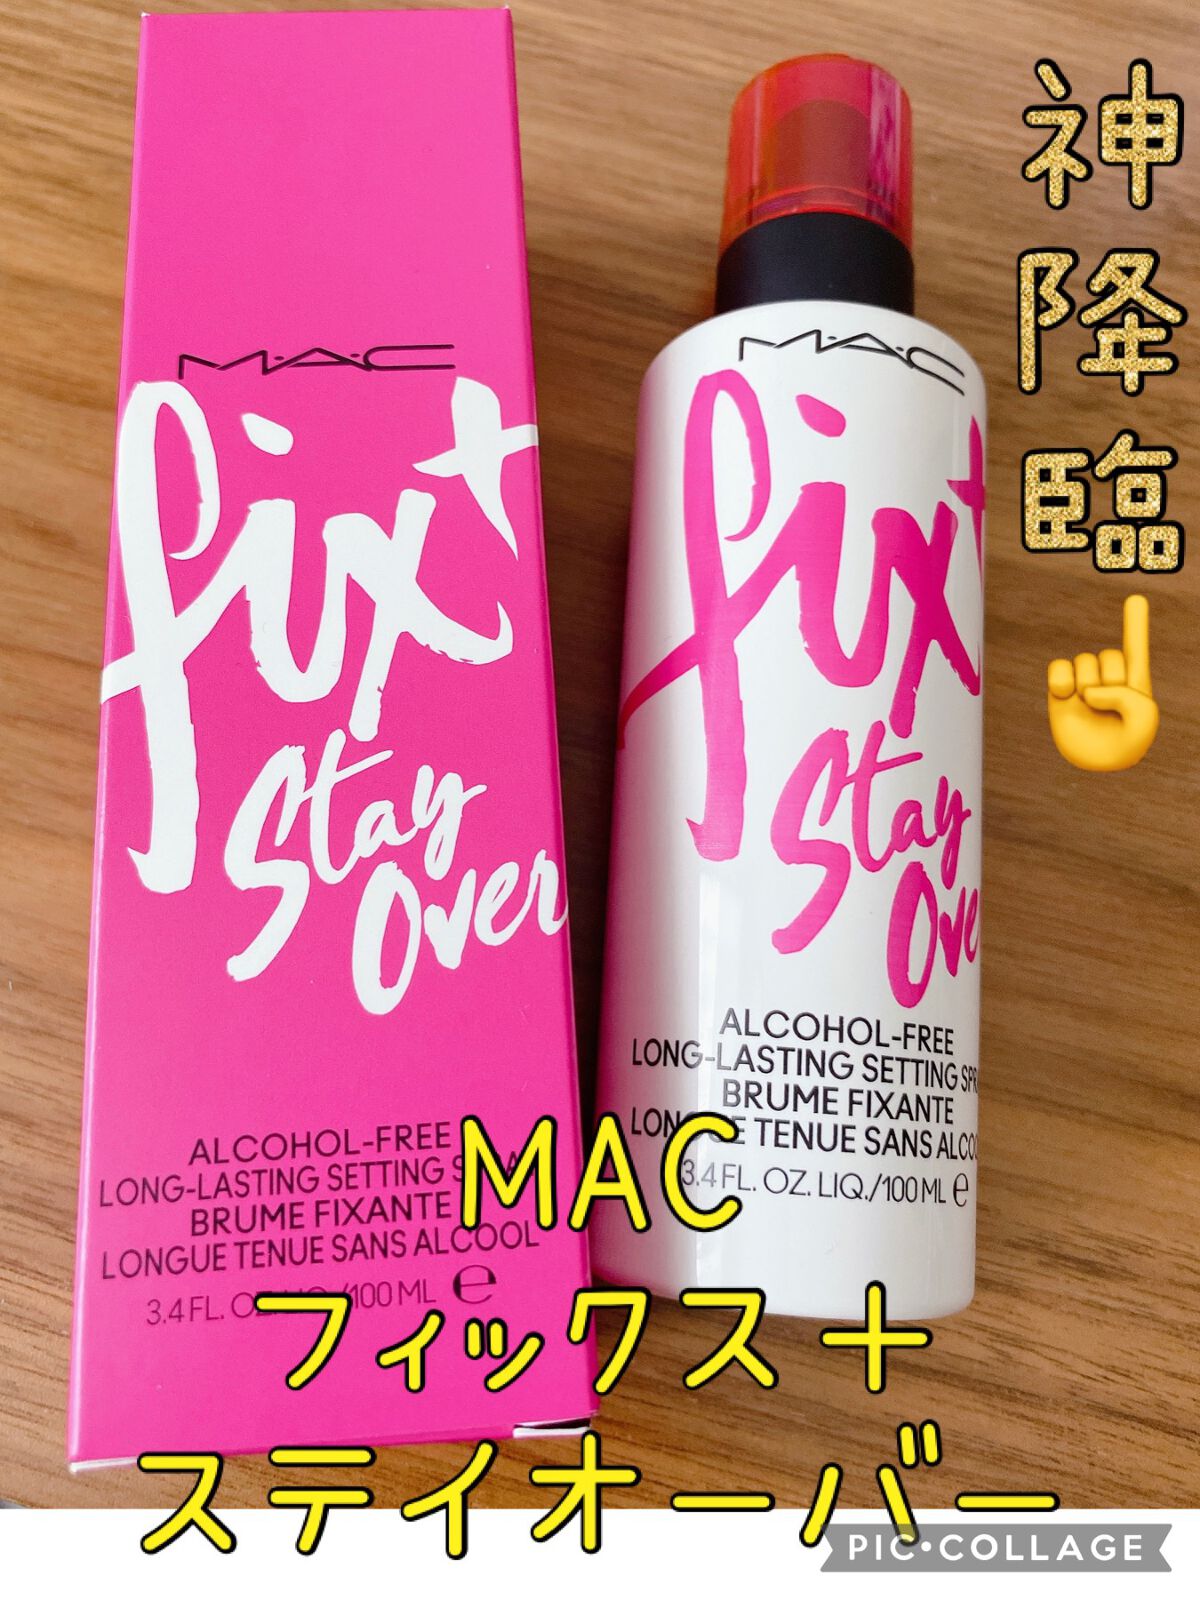 神降臨
M·A·C
fix+
Stay
Over
ALCOHOL-FREE
LONG-LASTING SETTING
BRUME FIXANTE
LONGUE TENUE SANS ALCOOL
3.4 FL. OZ. /100 ML e
M·A·C
fix+
Stay
Over
ALCOHOL-FREE
LONG-LASTING SETTING SPR
BRUME FIXANTE
TENUE SANS ALCOO
3.4 FL. OZ. LIQ./100 ML e
MAC
フィックス＋
ステイオーバー
PIC•COLLAGE